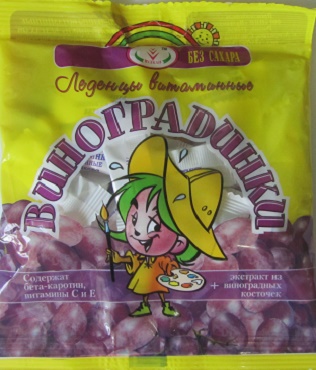 БЕЗ САХАРА
Леденцы витаминные
ВИНОГРАДИНКИ
Содержат
бета-каротин,
витамины С и Е
+
экстракт из
виноградных
косточек